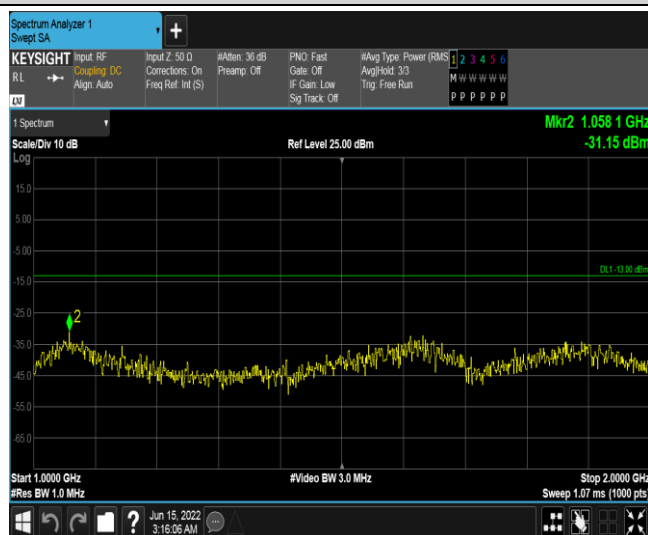 Spectrum Analyzer 1
Swept SA
KEYSIGHT
RL
Input: RF
Coupling: DC
Align: Auto
Input Z: 50 Ω
Corrections: On
Freq Ref: Int (S)
#Atten: 36 dB
Preamp: Off
PNO: Fast
Gate: Off
IF Gain: Low
Sig Track: Off
#Avg Type: Power (RMS
Avg|Hold: 3/3
Trig: Free Run
1 2 3 4 5 6
M W W W W W
P P P P P P
LXI
1 Spectrum
Mkr2 1.058 1 GHz
Scale/Div 10 dB
Ref Level 25.00 dBm
-31.15 dBm
Log
15.0
5.00
-5.00
DL1 -13.00 dBm
-15.0
-25.0
2
-35.0
-45.0
-55.0
-65.0
Start 1.0000 GHz
#Video BW 3.0 MHz
Stop 2.0000 GHz
#Res BW 1.0 MHz
Sweep 1.07 ms (1000 pts)
?
Jun 15, 2022
3:16:06 AM